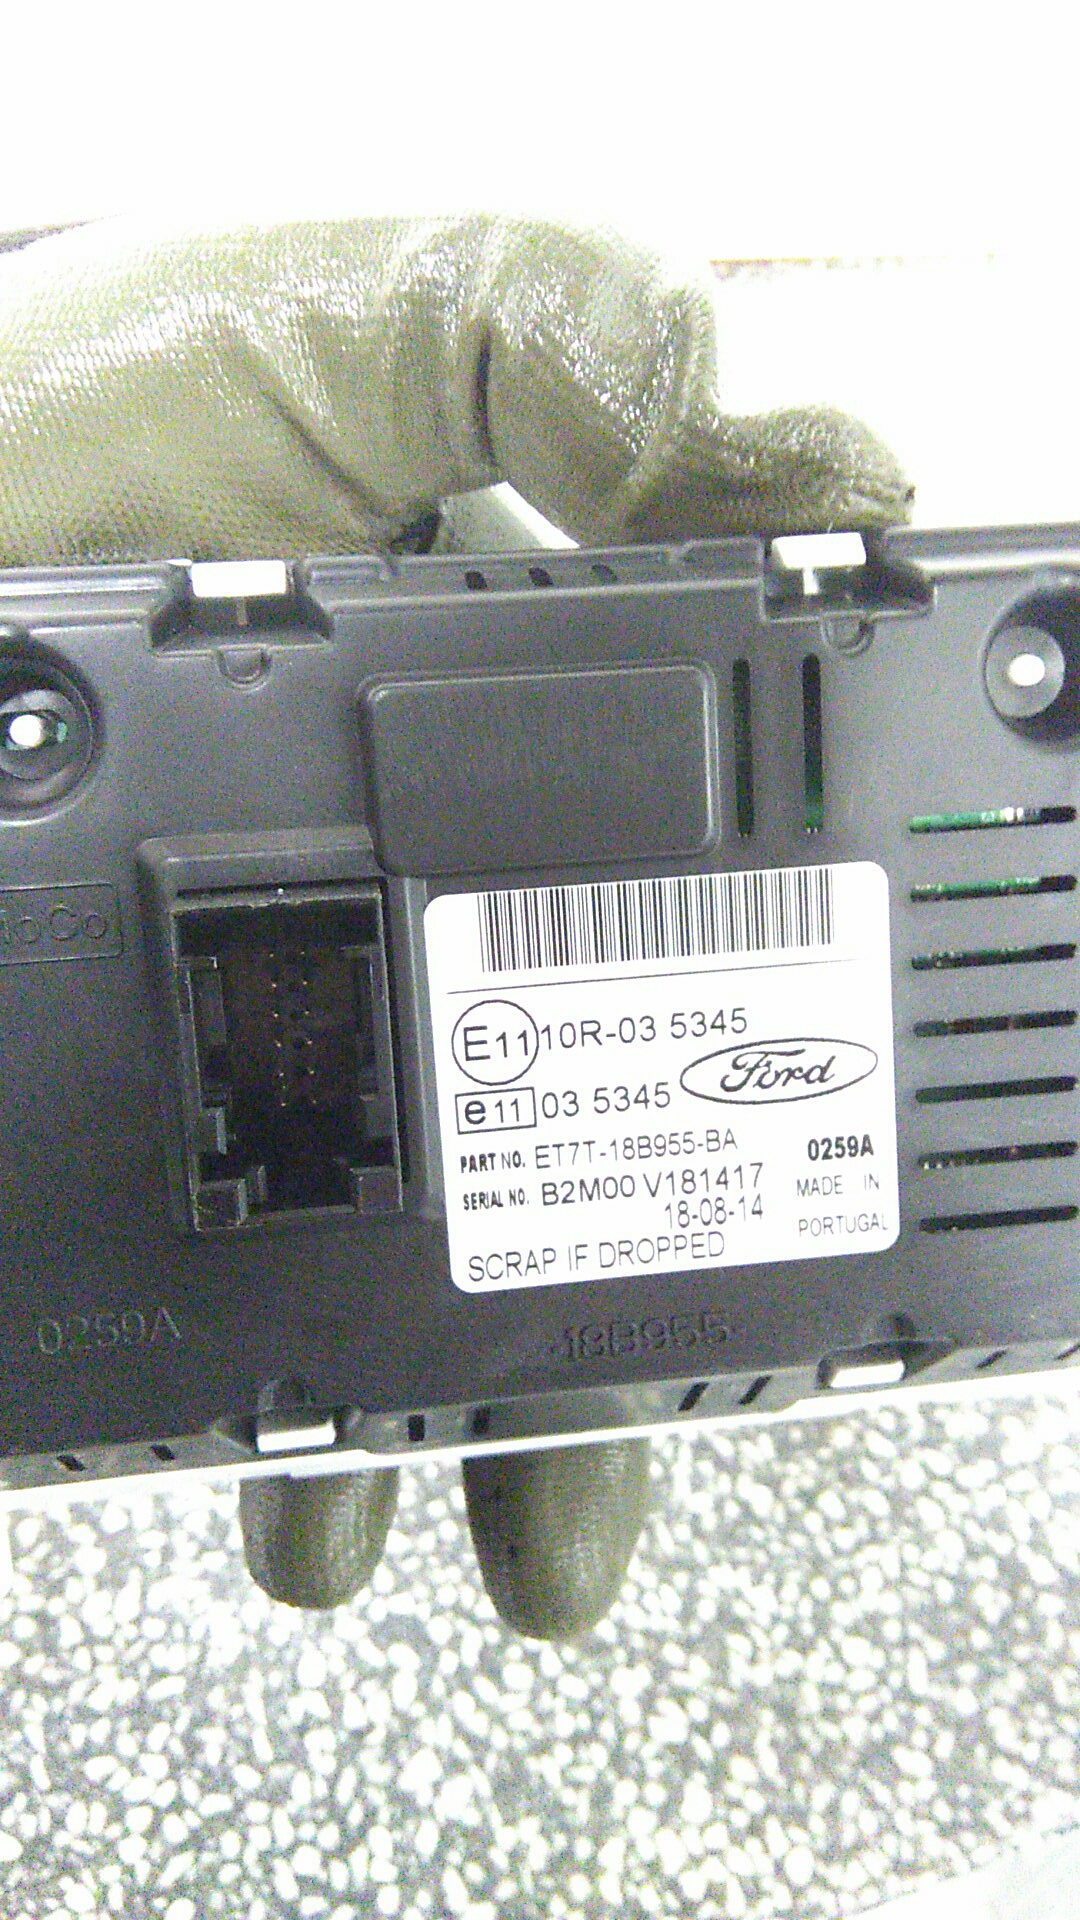 E11 10R-03 5345
Ford
e11 03 5345
PART NO. ET7T-18B955-BA 0259A
SERIAL NO. B2M00 V181417 MADE IN
18-08-14 PORTUGAL
SCRAP IF DROPPED
0259A
18B955